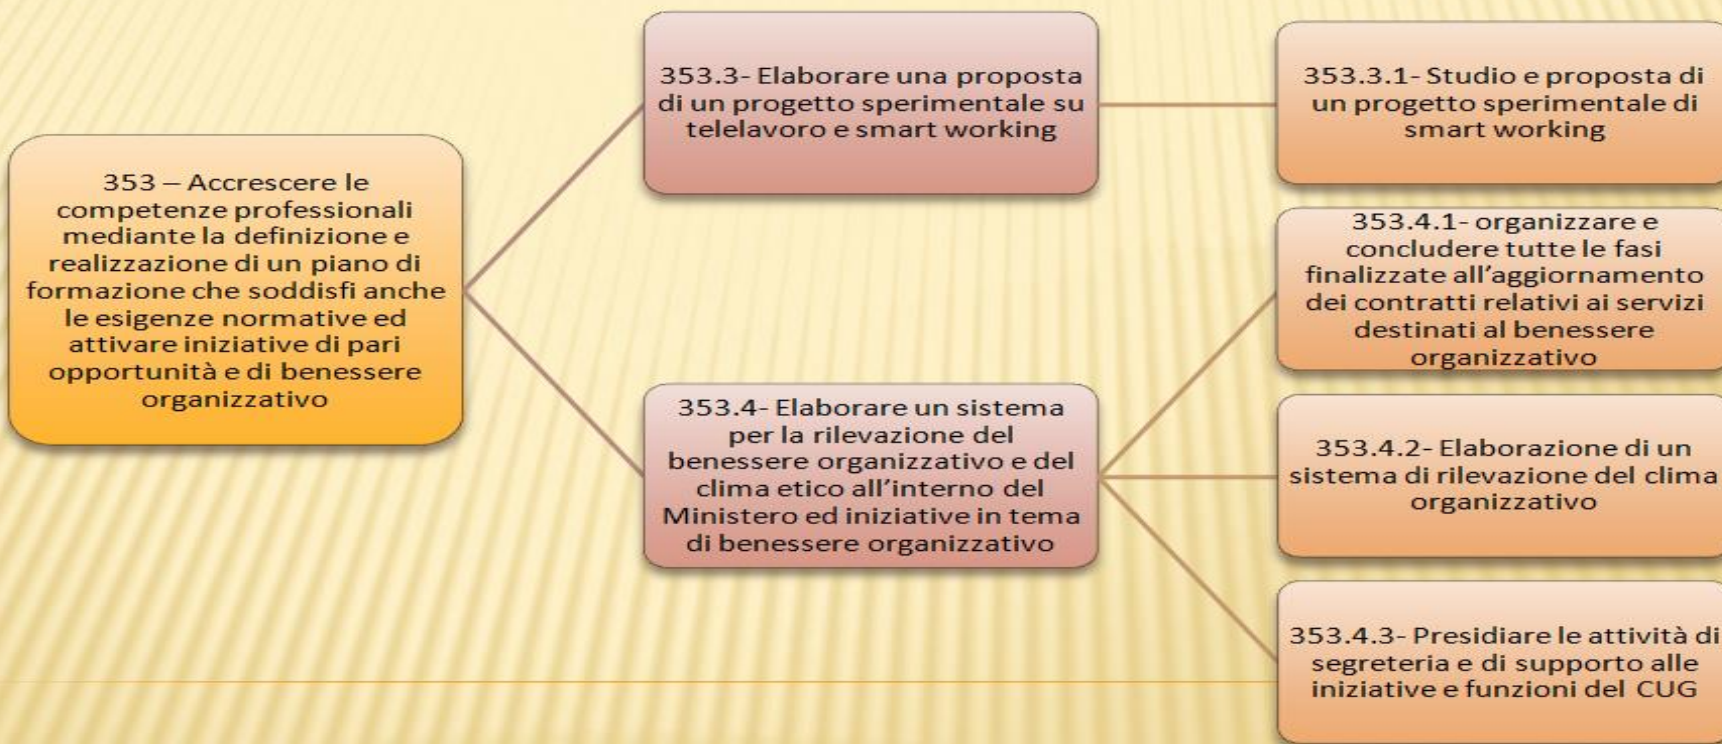 353 – Accrescere le
competenze professionali
mediante la definizione e
realizzazione di un piano di
formazione che soddisfi anche
le esigenze normative ed
attivare iniziative di pari
opportunità e di benessere
organizzativo
353.3- Elaborare una proposta
di un progetto sperimentale su
telelavoro e smart working
353.4- Elaborare un sistema
per la rilevazione del
benessere organizzativo e del
clima etico all’interno del
Ministero ed iniziative in tema
di benessere organizzativo
353.3.1- Studio e proposta di
un progetto sperimentale di
smart working
353.4.1- organizzare e
concludere tutte le fasi
finalizzate all’aggiornamento
dei contratti relativi ai servizi
destinati al benessere
organizzativo
353.4.2- Elaborazione di un
sistema di rilevazione del clima
organizzativo
353.4.3- Presidiare le attività di
segreteria e di supporto alle
iniziative e funzioni del CUG